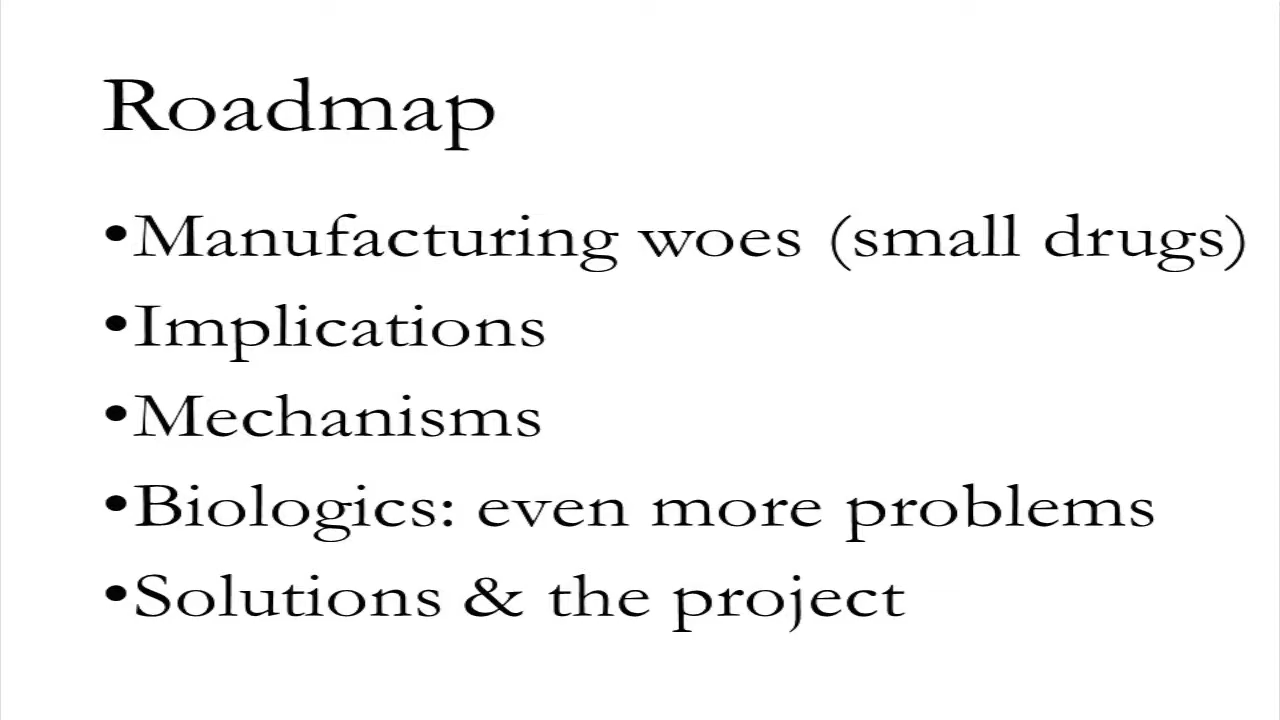 Roadmap
•Manufacturing woes (small drugs)
•Implications
•Mechanisms
•Biologics: even more problems
•Solutions & the project